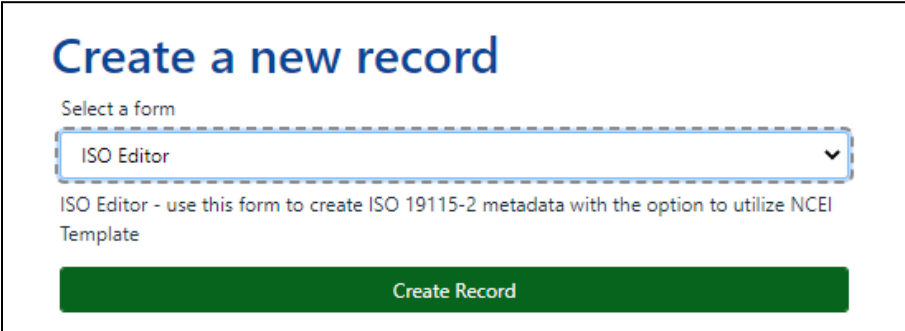 Create a new record
Select a form
ISO Editor
ISO Editor - use this form to create ISO 19115-2 metadata with the option to utilize NCEI
Template
Create Record